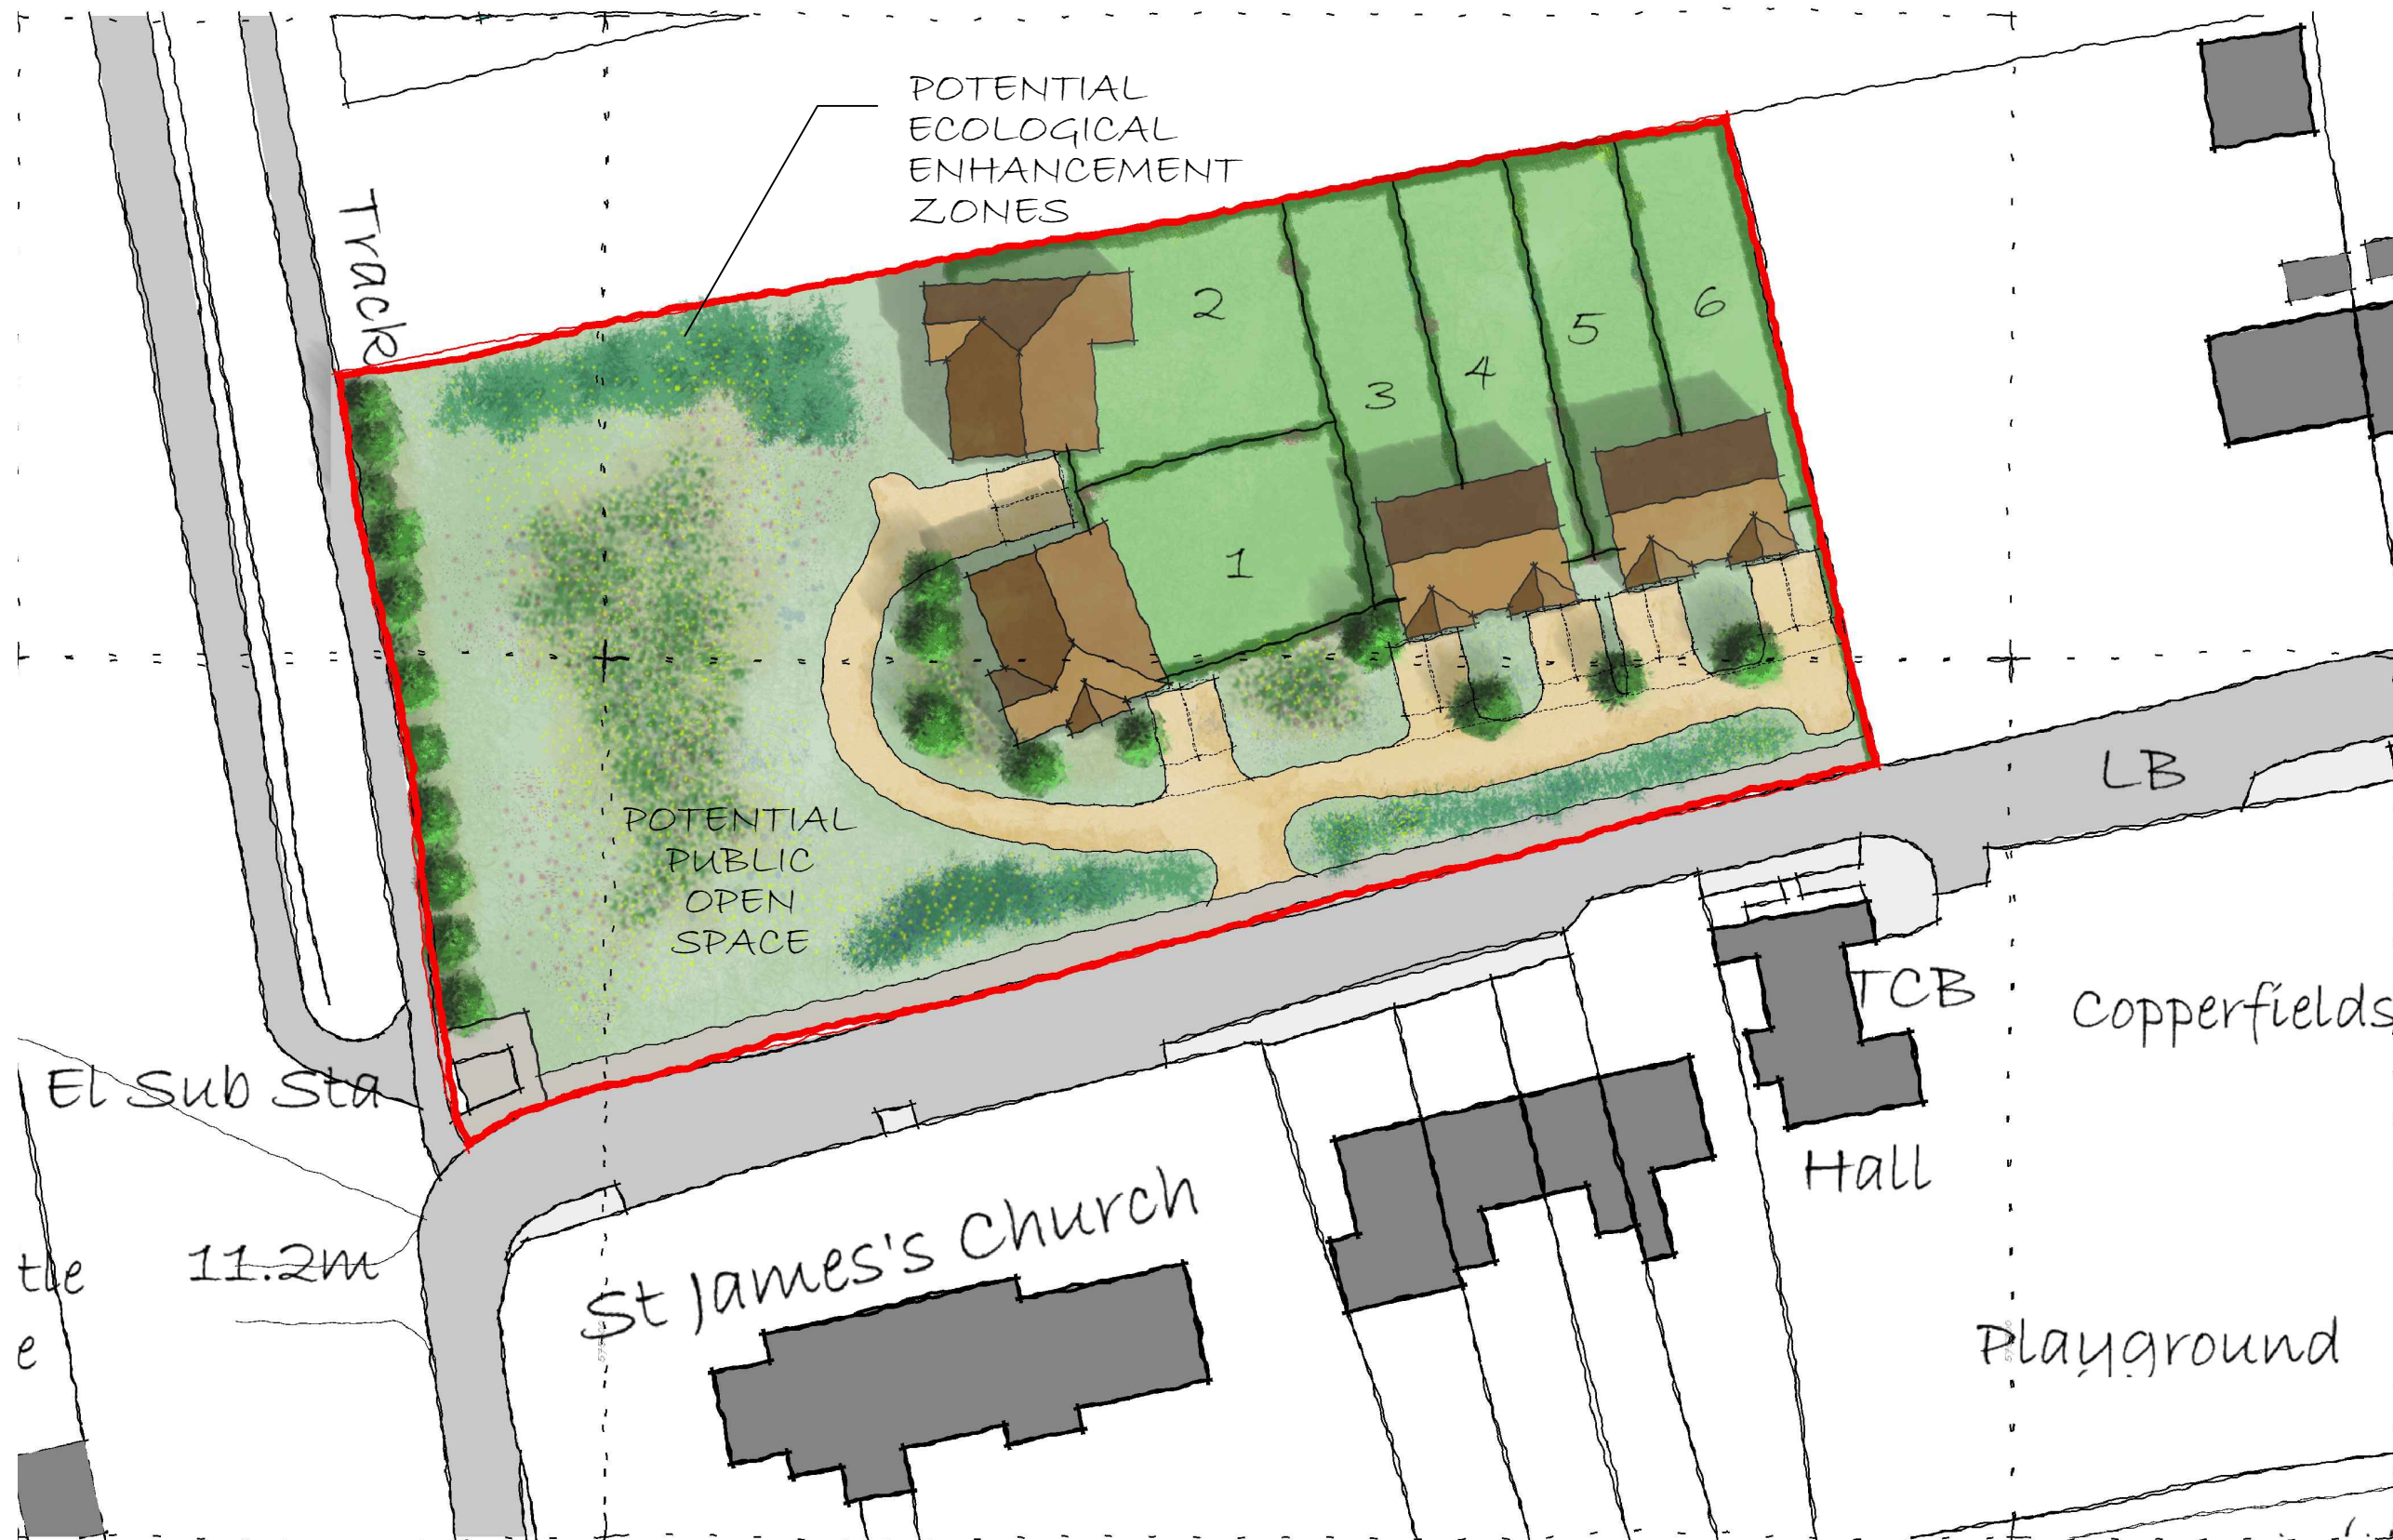 POTENTIAL
ECOLOGICAL
ENHANCEMENT
ZONES
Track
2
6
5
4
3
1
LB
POTENTIAL
PUBLIC
OPEN
SPACE
TCB
Copperfields
El Sub Sta
Hall
St James's Church
11.2m
tle
e
Playground